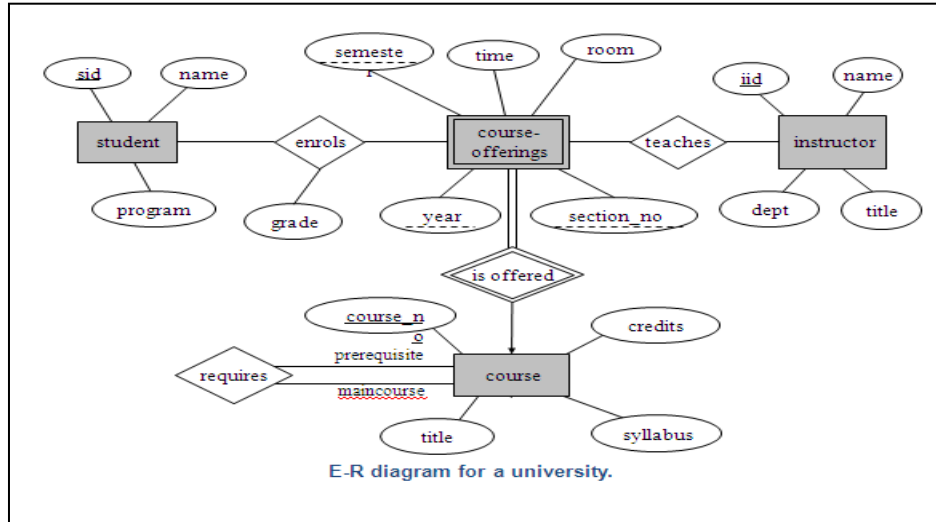 semeste
r
time
room
sid
name
iid
name
student
enrols
course-
offerings
teaches
instructor
program
grade
year
section_no
dept
title
is offered
course_n
o
credits
prerequisite
requires
course
maincourse
title
syllabus
E-R diagram for a university.